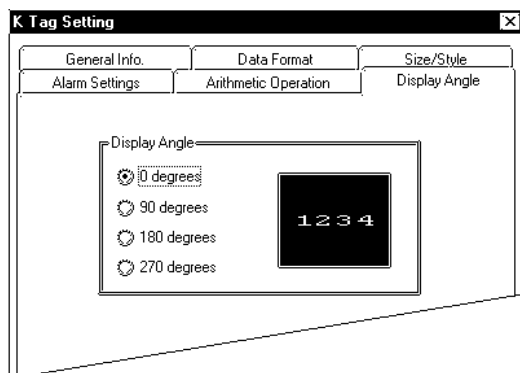 K Tag Setting
General Info. Data Format Size/Style
Alarm Settings Arithmetic Operation Display Angle
Display Angle
0 degrees
90 degrees
180 degrees
270 degrees
1234